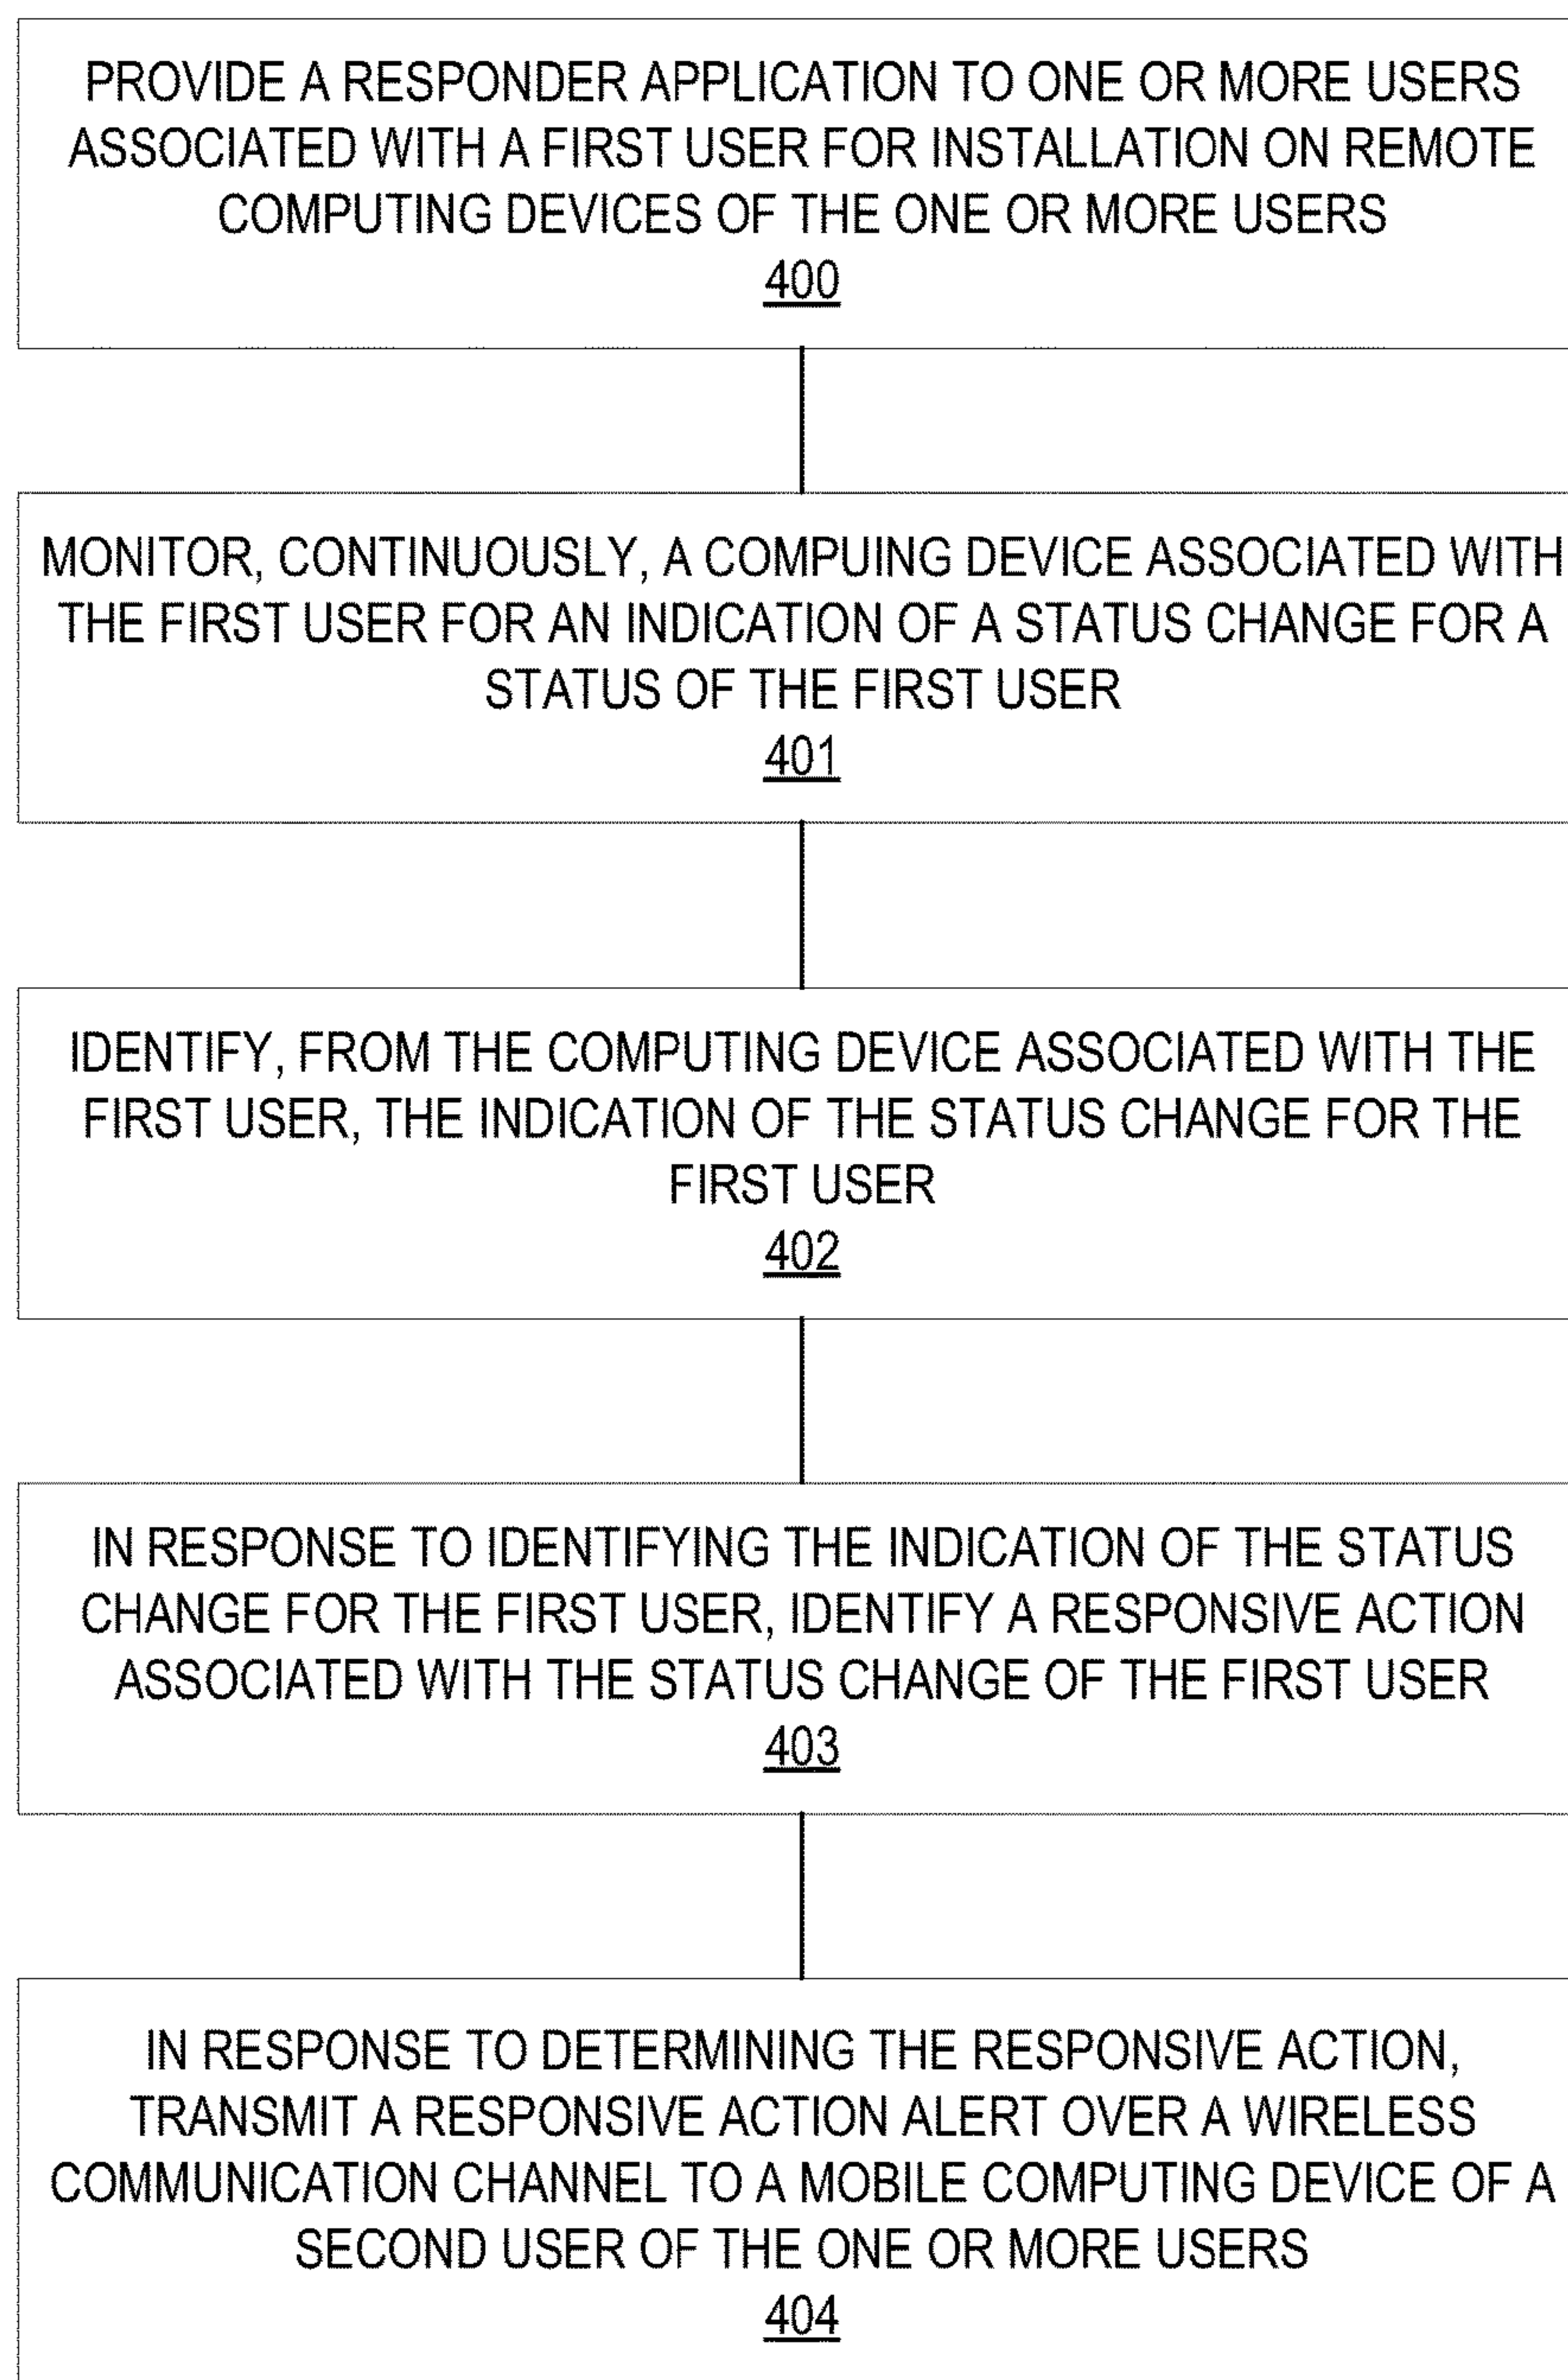 PROVIDE A RESPONDER APPLICATION TO ONE OR MORE USERS
ASSOCIATED WITH A FIRST USER FOR INSTALLATION ON REMOTE
COMPUTING DEVICES OF THE ONE OR MORE USERS
400
MONITOR, CONTINUOUSLY, A COMPUING DEVICE ASSOCIATED WITH
THE FIRST USER FOR AN INDICATION OF A STATUS CHANGE FOR A
STATUS OF THE FIRST USER
401
IDENTIFY, FROM THE COMPUTING DEVICE ASSOCIATED WITH THE
FIRST USER, THE INDICATION OF THE STATUS CHANGE FOR THE
FIRST USER
402
IN RESPONSE TO IDENTIFYING THE INDICATION OF THE STATUS
CHANGE FOR THE FIRST USER, IDENTIFY A RESPONSIVE ACTION
ASSOCIATED WITH THE STATUS CHANGE OF THE FIRST USER
403
IN RESPONSE TO DETERMINING THE RESPONSIVE ACTION,
TRANSMIT A RESPONSIVE ACTION ALERT OVER A WIRELESS
COMMUNICATION CHANNEL TO A MOBILE COMPUTING DEVICE OF A
SECOND USER OF THE ONE OR MORE USERS
404